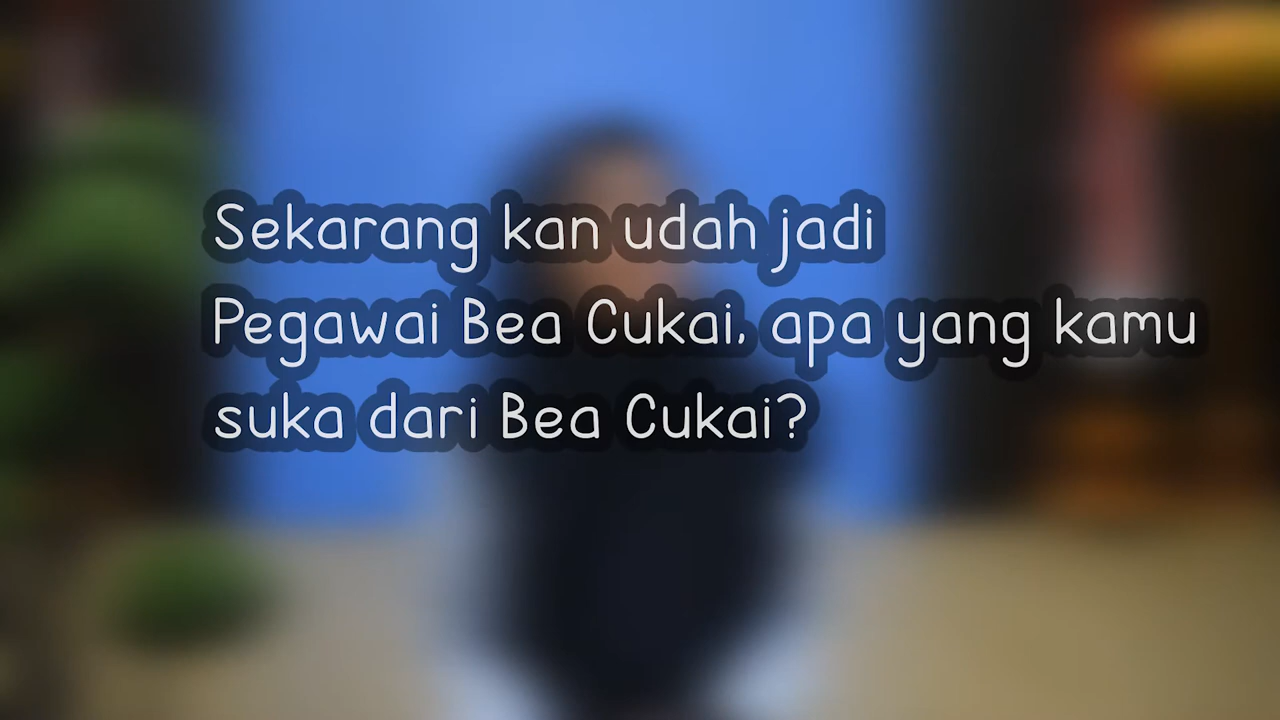 Sekarang kan udah jadi
Pegawai Bea Cukai, apa yang kamu
suka dari Bea Cukai?